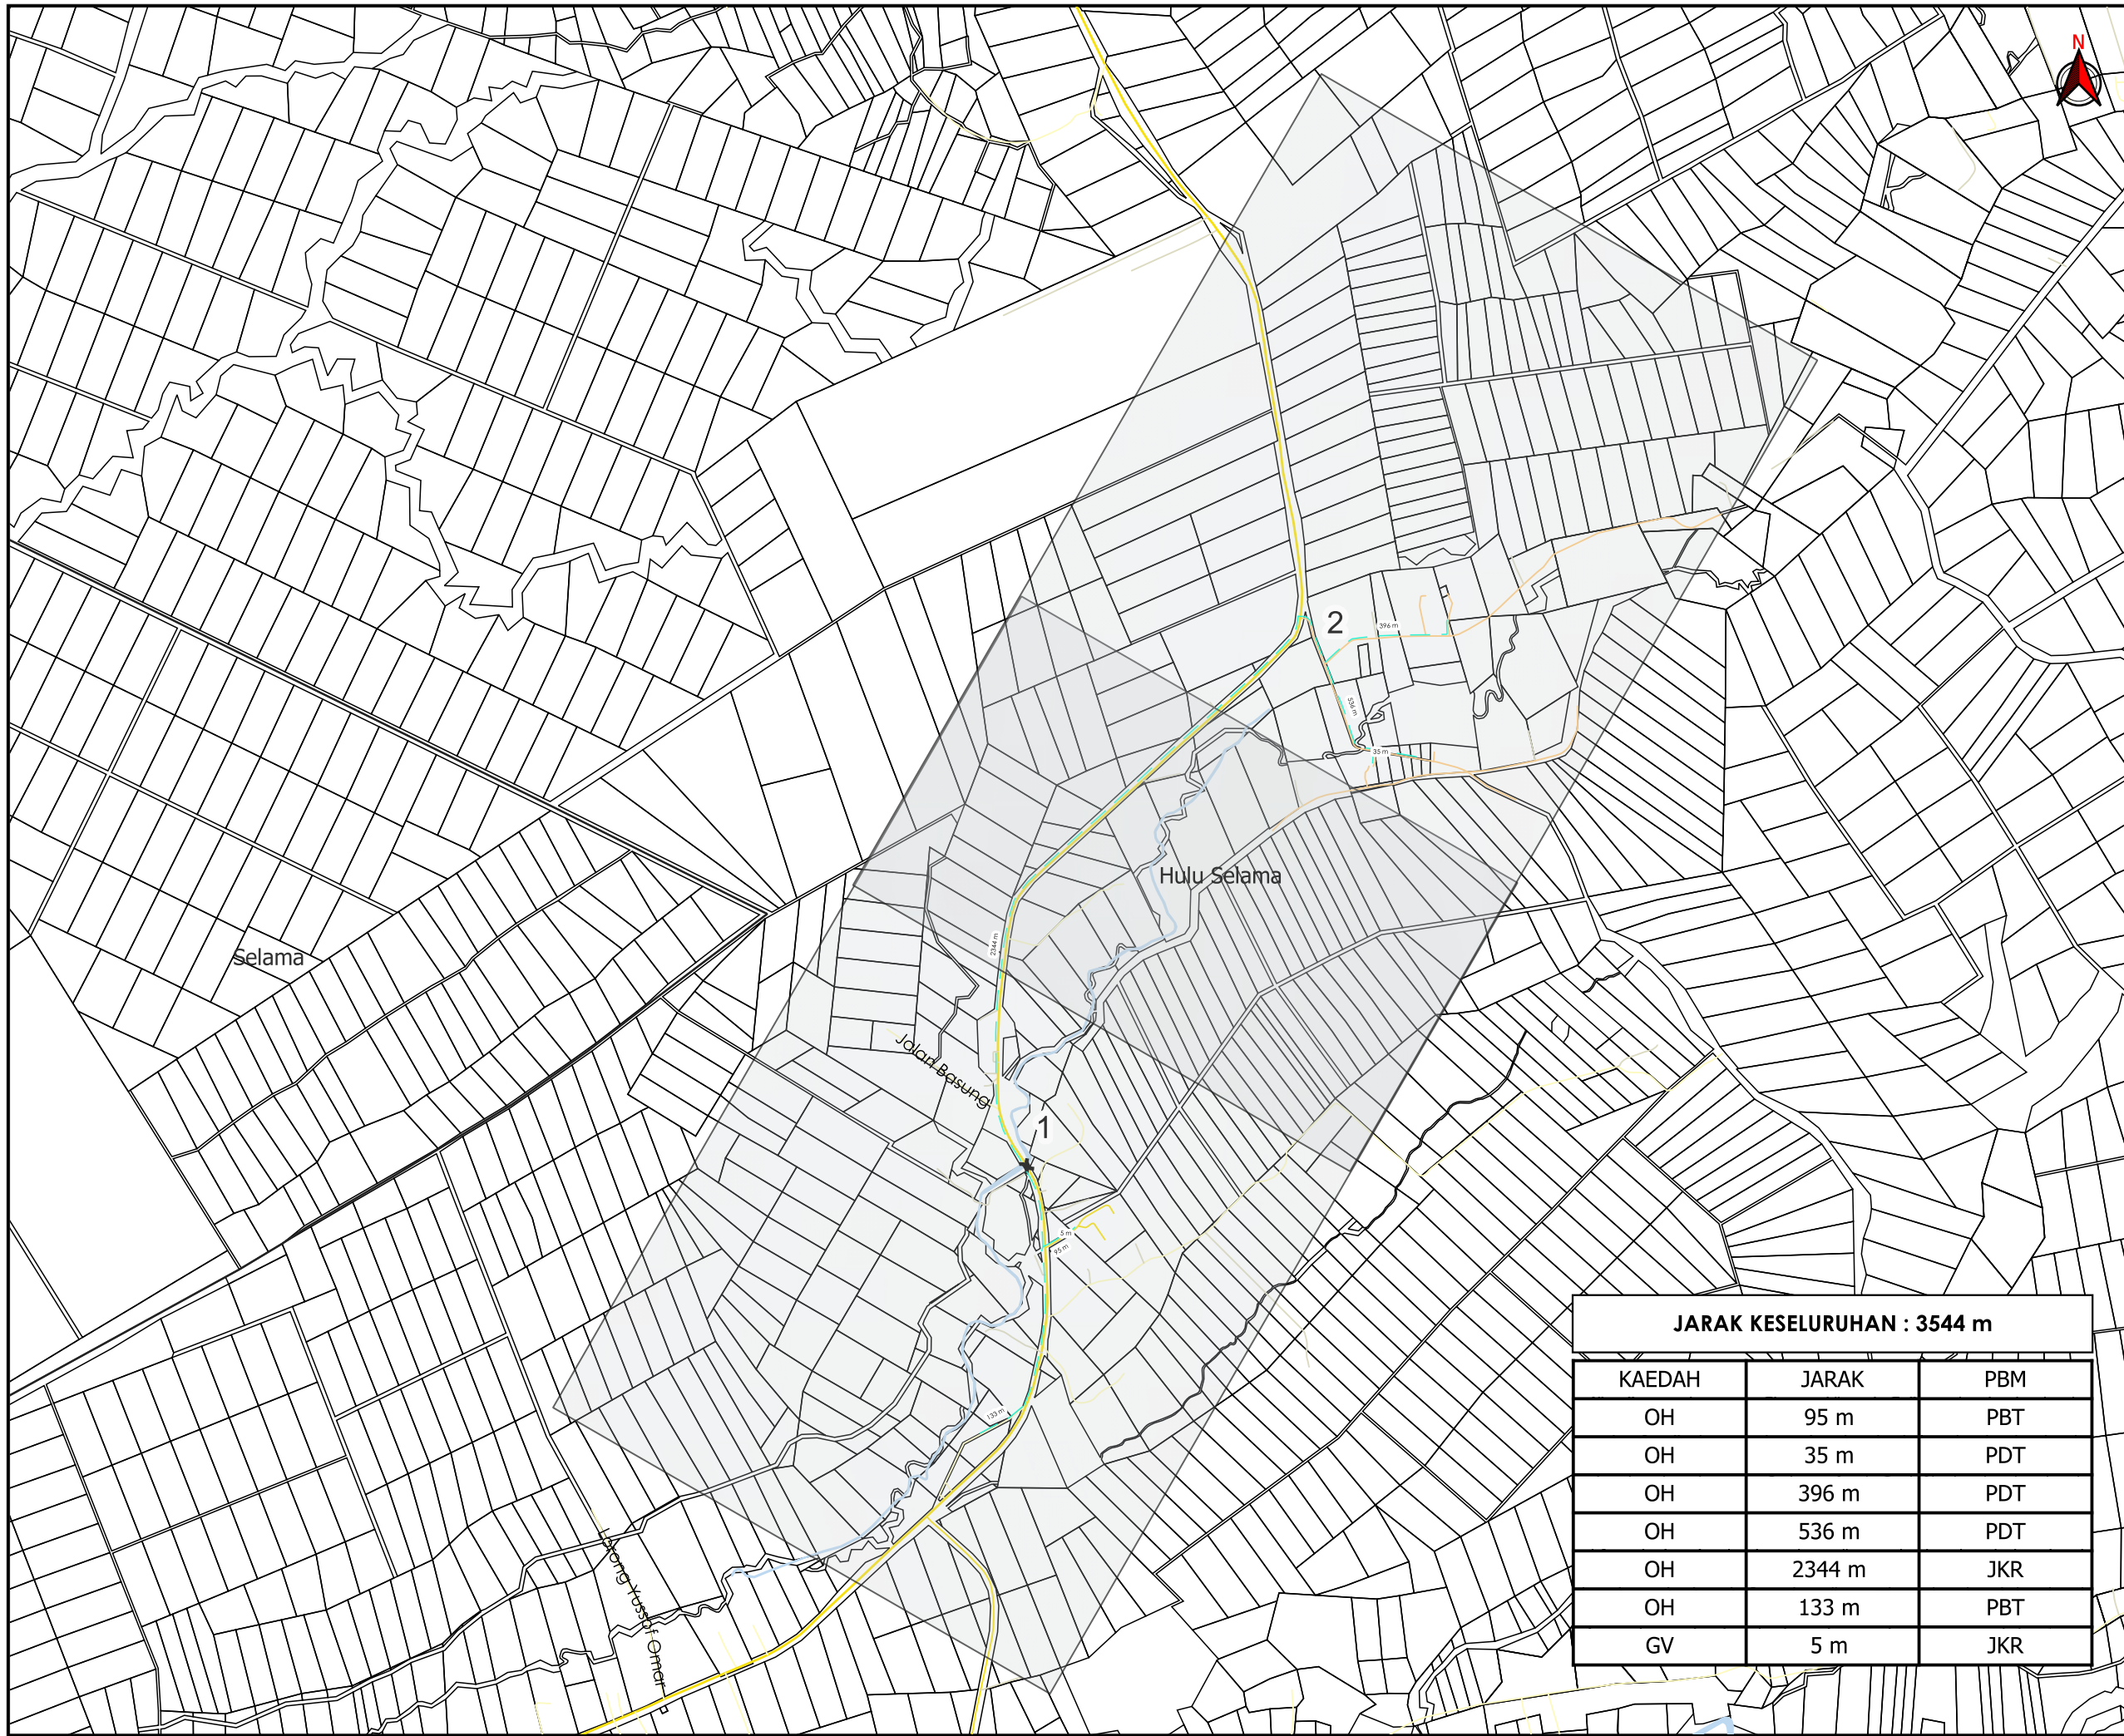 N
2
396 m
536 m
35 m
Hulu Selama
2344 m
Selama
Jalan Basung
1
5 m
95 m
133 m
Lorong Yussof Omar
JARAK KESELURUHAN : 3544 m
KAEDAH JARAK PBM
OH 95 m PBT
OH 35 m PDT
OH 396 m PDT
OH 536 m PDT
OH 2344 m JKR
OH 133 m PBT
GV 5 m JKR